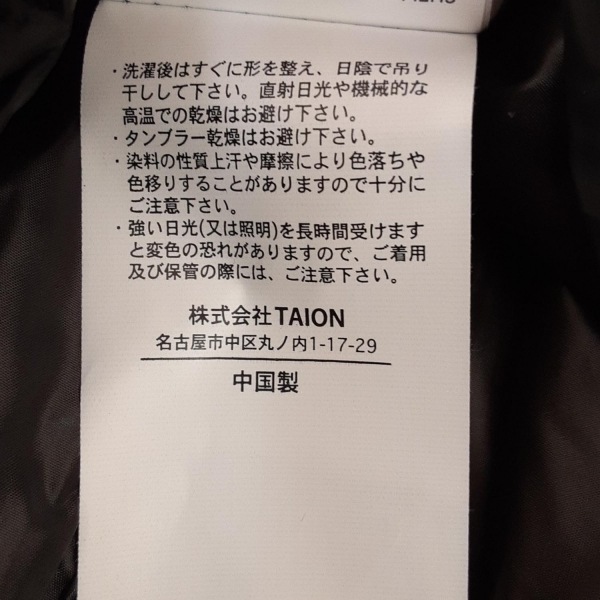 ・洗濯後はすぐに形を整え、日陰で吊り
干しして下さい。直射日光や機械的な
高温での乾燥はお避け下さい。
・タンブラー乾燥はお避け下さい。
・染料の性質上汗や摩擦により色落ちや
色移りすることがありますので十分に
ご注意下さい。
・強い日光(又は照明)を長時間受けます
と変色の恐れがありますので、ご着用
及び保管の際には、ご注意下さい。
株式会社TAION
名古屋市中区丸ノ内1-17-29
中国製